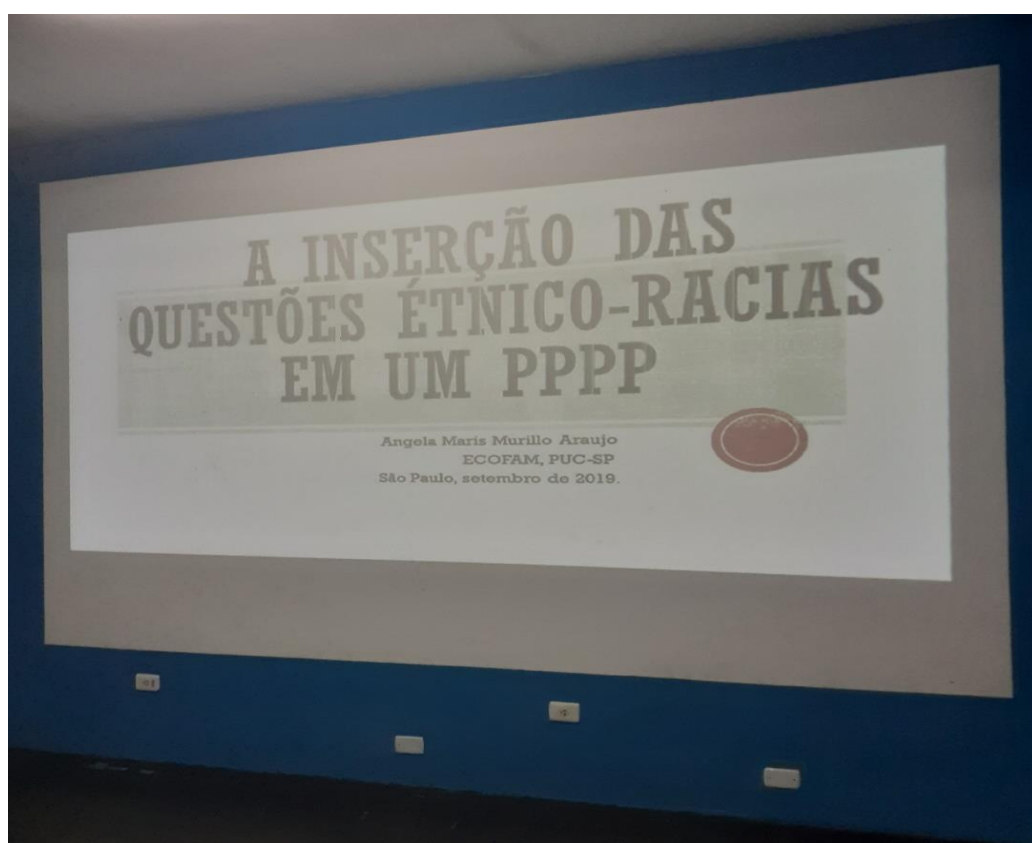 A INSERÇÃO DAS
QUESTÕES ÉTNICO-RACIAS
EM UM PPPP
Angela Maris Murillo Araujo
ECOFAM, PUC-SP
São Paulo, setembro de 2019.